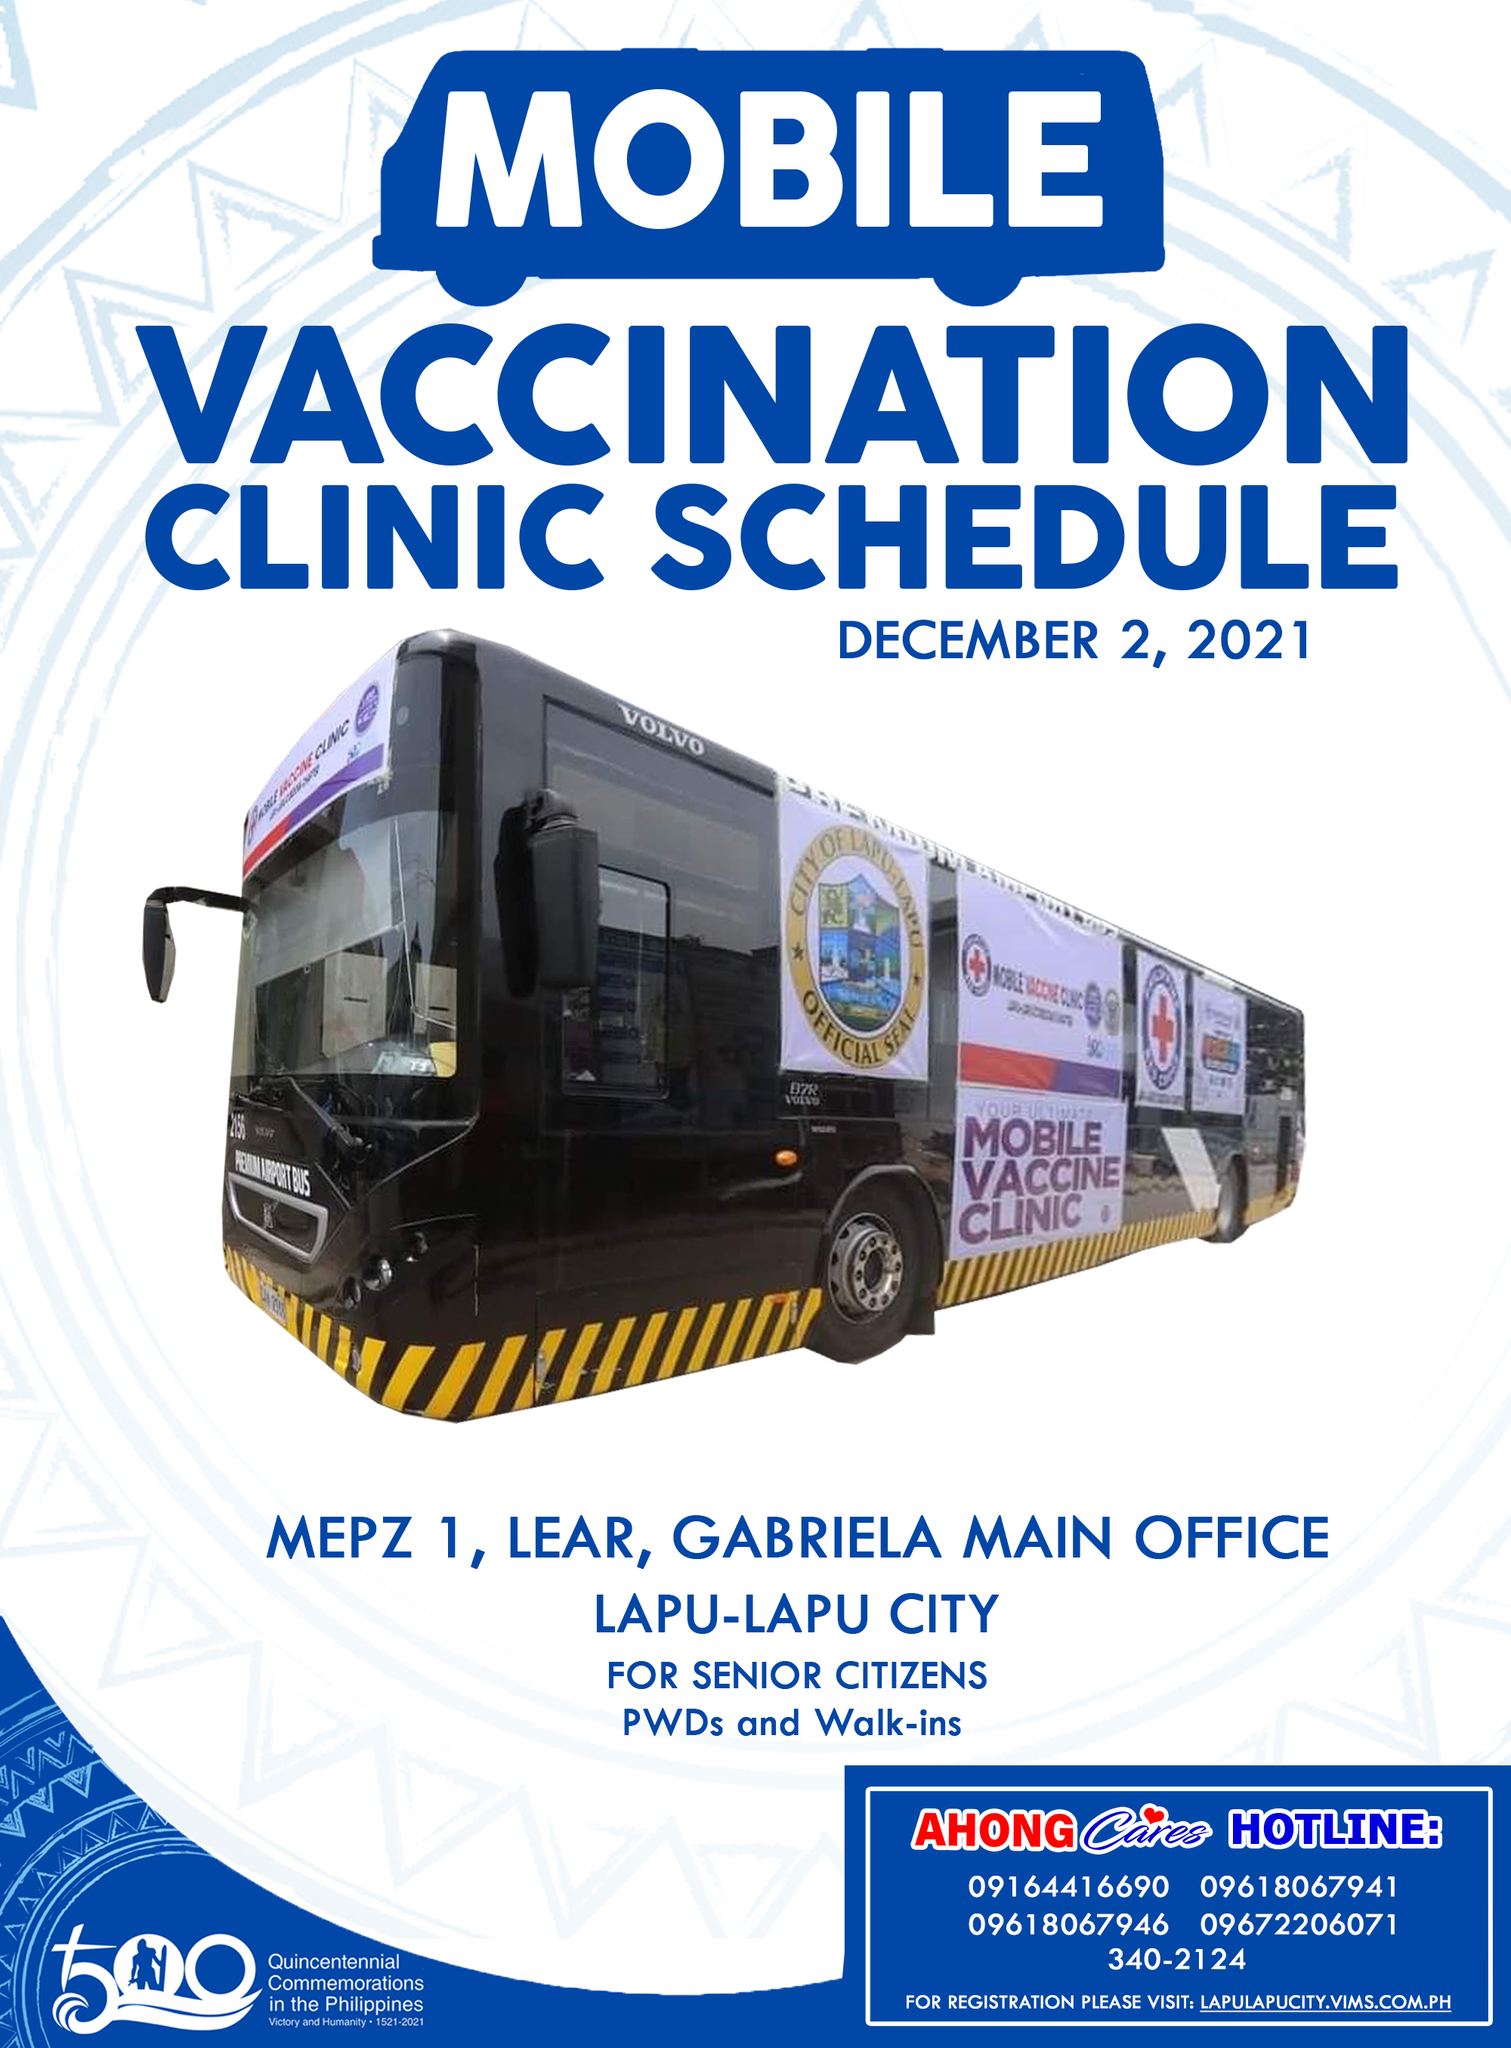 MOBILE
VACCINATION
CLINIC SCHEDULE
DECEMBER 2, 2021
MOBILE VACCINE CLINIC
VOLVO
CITY OF LAPU-LAPU
OFFICIAL SEAL
MOBILE VACCINE CLINIC
B7R
VOLVO
YOUR ULTIMATE
MOBILE
VACCINE
CLINIC
2156
VOLVO
PREMIUM AIRPORT BUS
MEPZ 1, LEAR, GABRIELA MAIN OFFICE
LAPU-LAPU CITY
FOR SENIOR CITIZENS
PWDs and Walk-ins
AHONG Cares HOTLINE:
09164416690 09618067941
09618067946 09672206071
340-2124
FOR REGISTRATION PLEASE VISIT: LAPULAPUCITY.VIMS.COM.PH
500
Quincentennial
Commemorations
in the Philippines
Victory and Humanity • 1521-2021